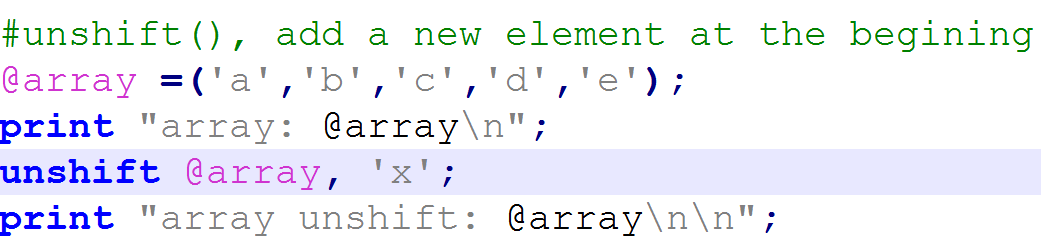 #unshift(), add a new element at the begining
@array =('a','b','c','d','e');
print "array: @array\n";
unshift @array, 'x';
print "array unshift: @array\n\n";